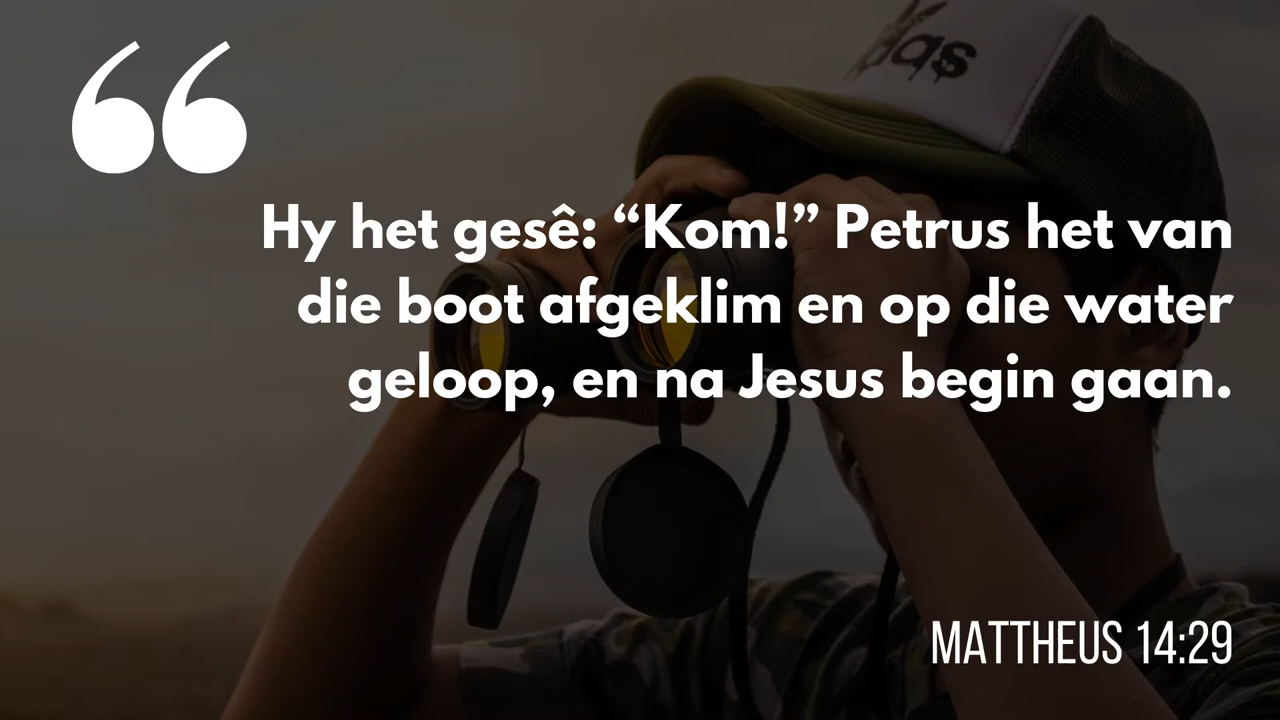 das
“
Hy het gesê: “Kom!” Petrus het van
die boot afgeklim en op die water
geloop, en na Jesus begin gaan.
MATTHEUS 14:29